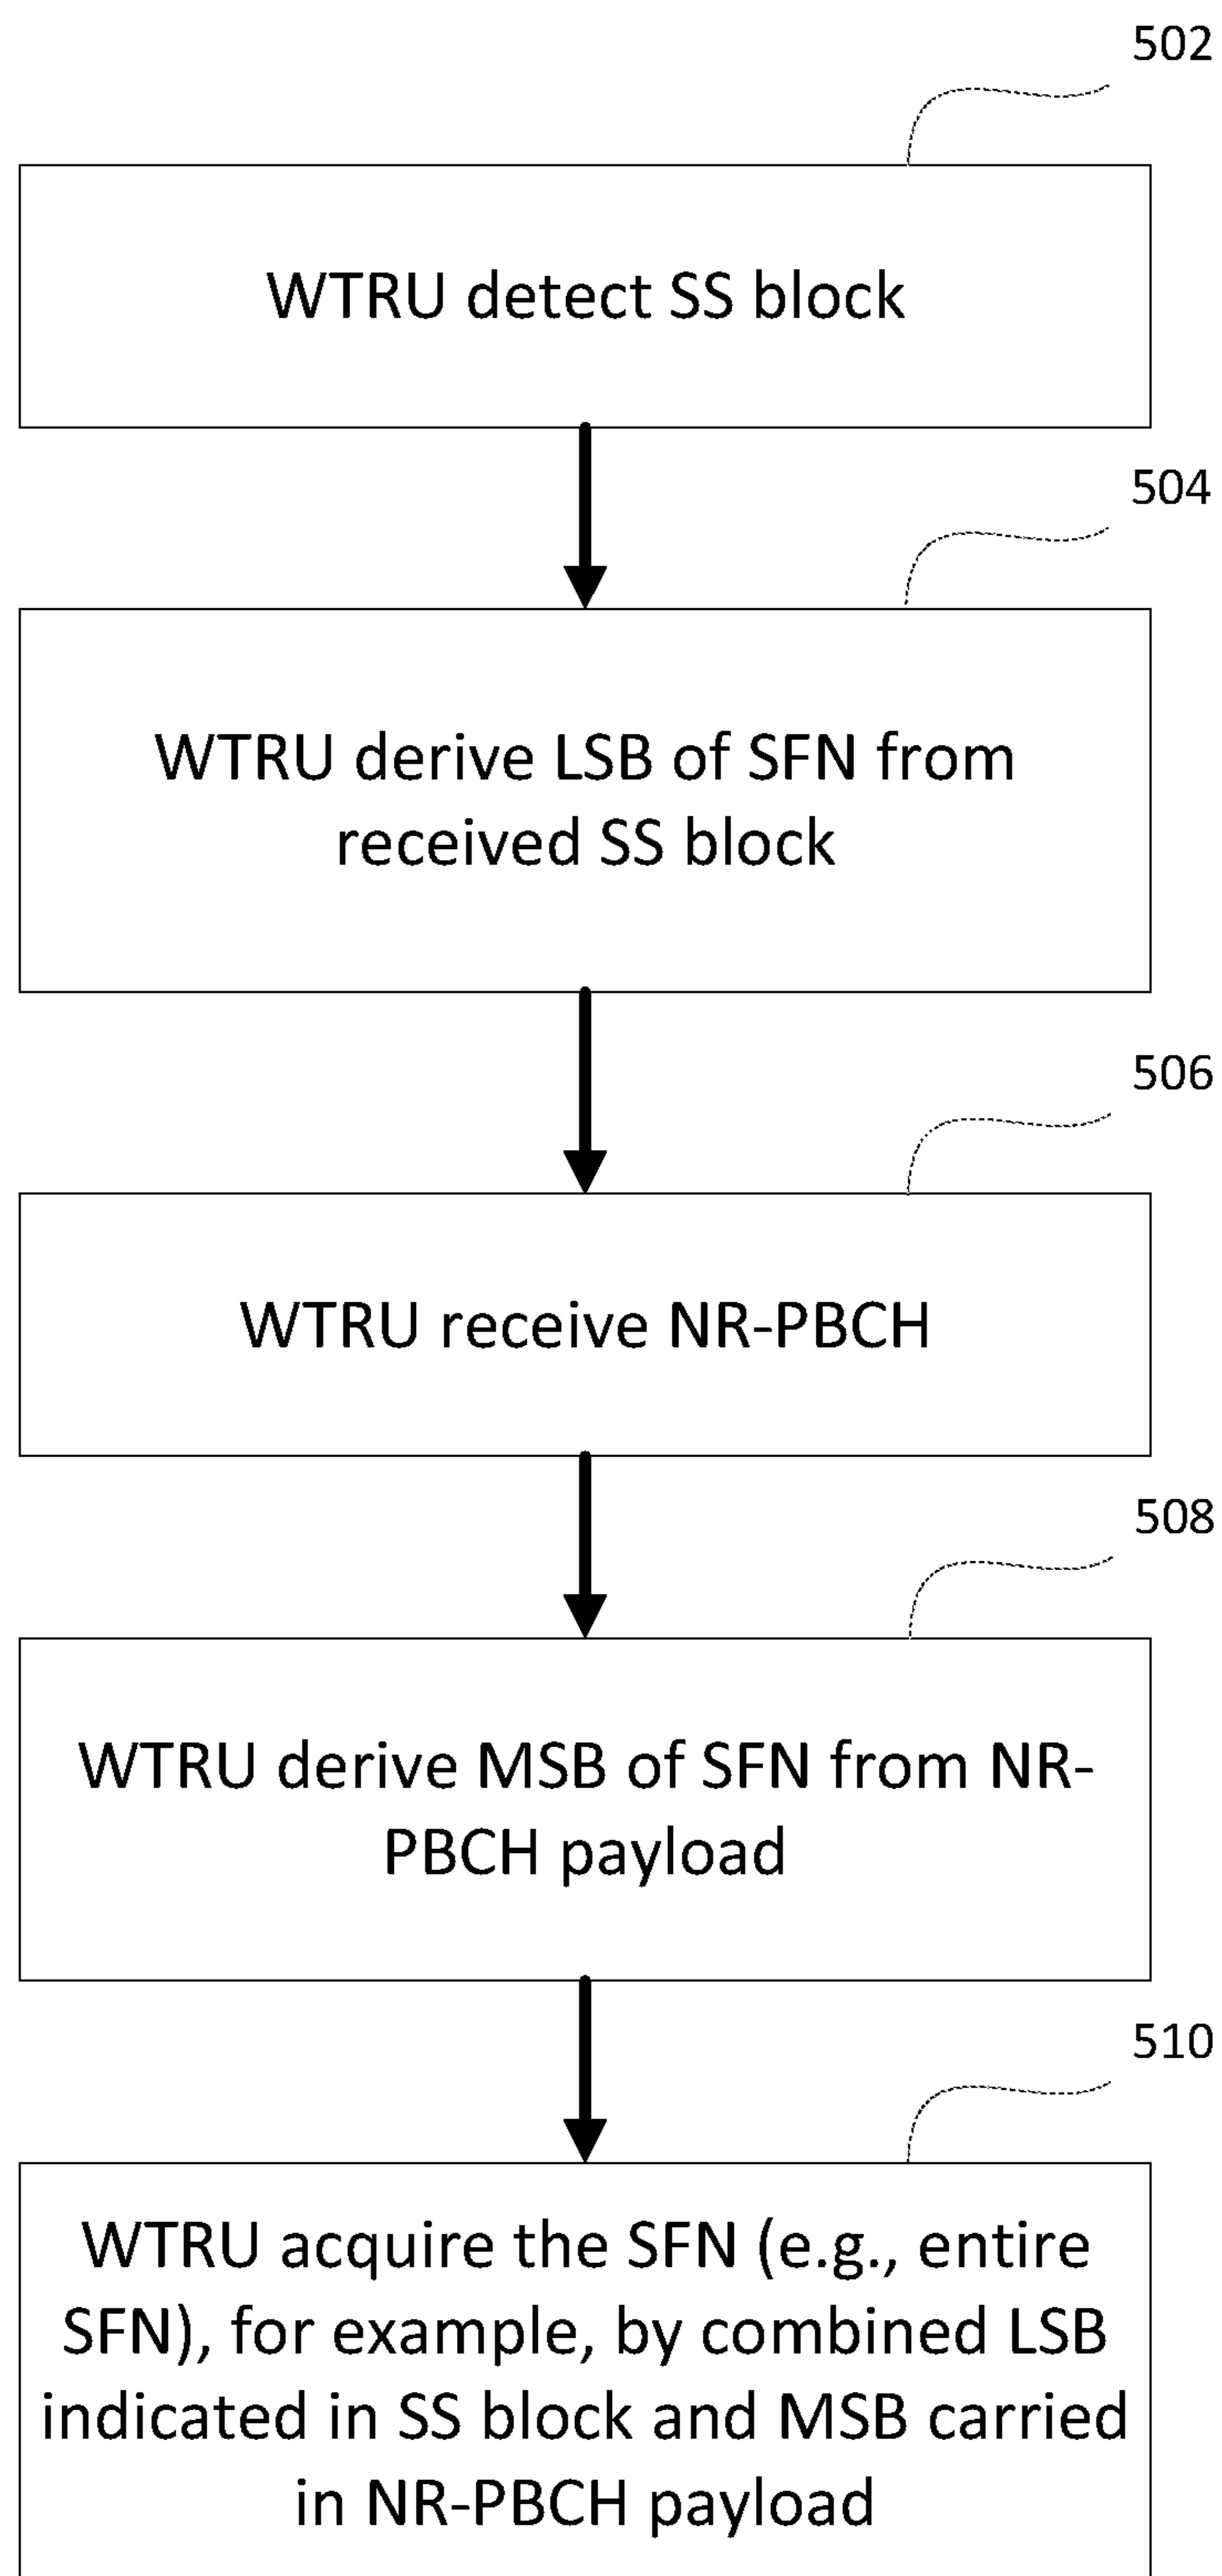 502
WTRU detect SS block
504
WTRU derive LSB of SFN from
received SS block
506
WTRU receive NR-PBCH
508
WTRU derive MSB of SFN from NR-
PBCH payload
510
WTRU acquire the SFN (e.g., entire
SFN), for example, by combined LSB
indicated in SS block and MSB carried
in NR-PBCH payload